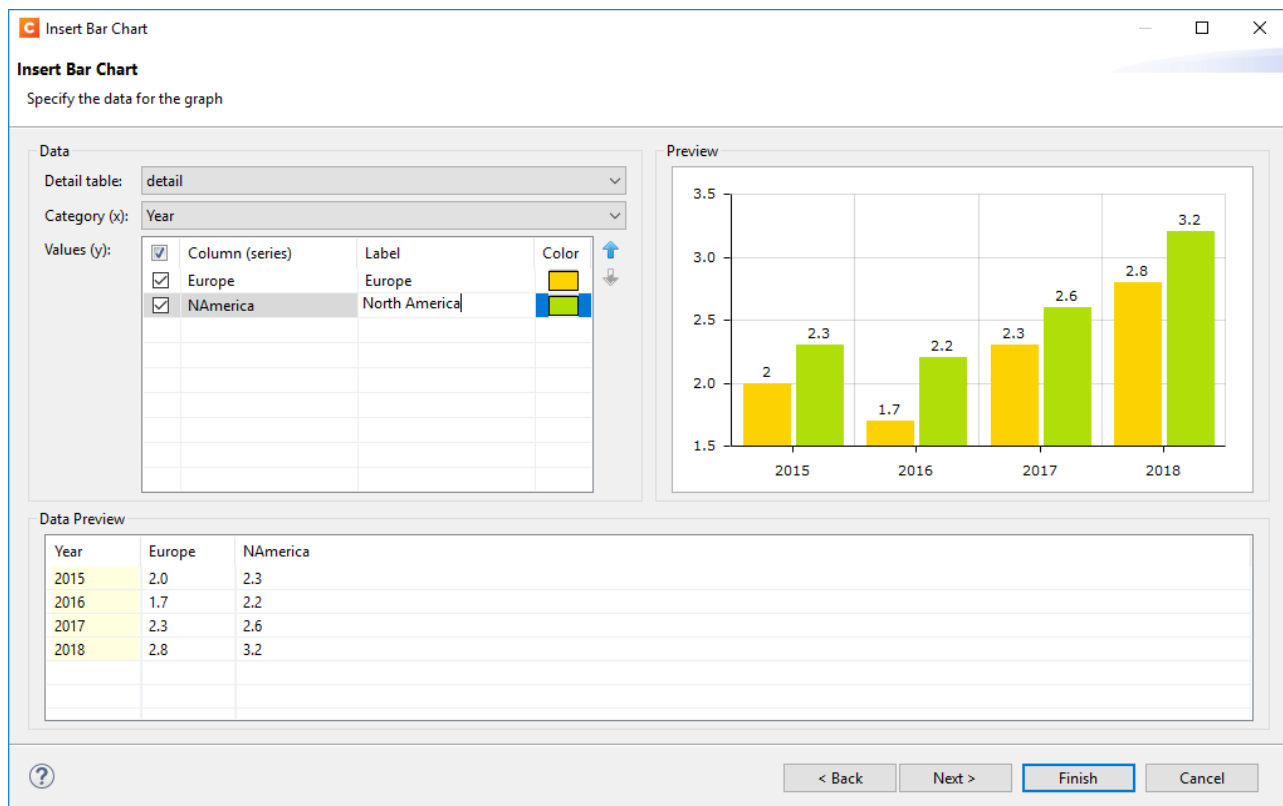 C Insert Bar Chart
Insert Bar Chart
Specify the data for the graph
Data
Detail table: detail
Category (x): Year
Values (y): Column (series) Label Color
Europe Europe
NAmerica North America
Preview
3.5
3.0
2.5
2.0
1.5
2 2.3 1.7 2.2 2.3 2.6 2.8 3.2
2015 2016 2017 2018
Data Preview
Year Europe NAmerica
2015 2.0 2.3
2016 1.7 2.2
2017 2.3 2.6
2018 2.8 3.2
? < Back Next > Finish Cancel